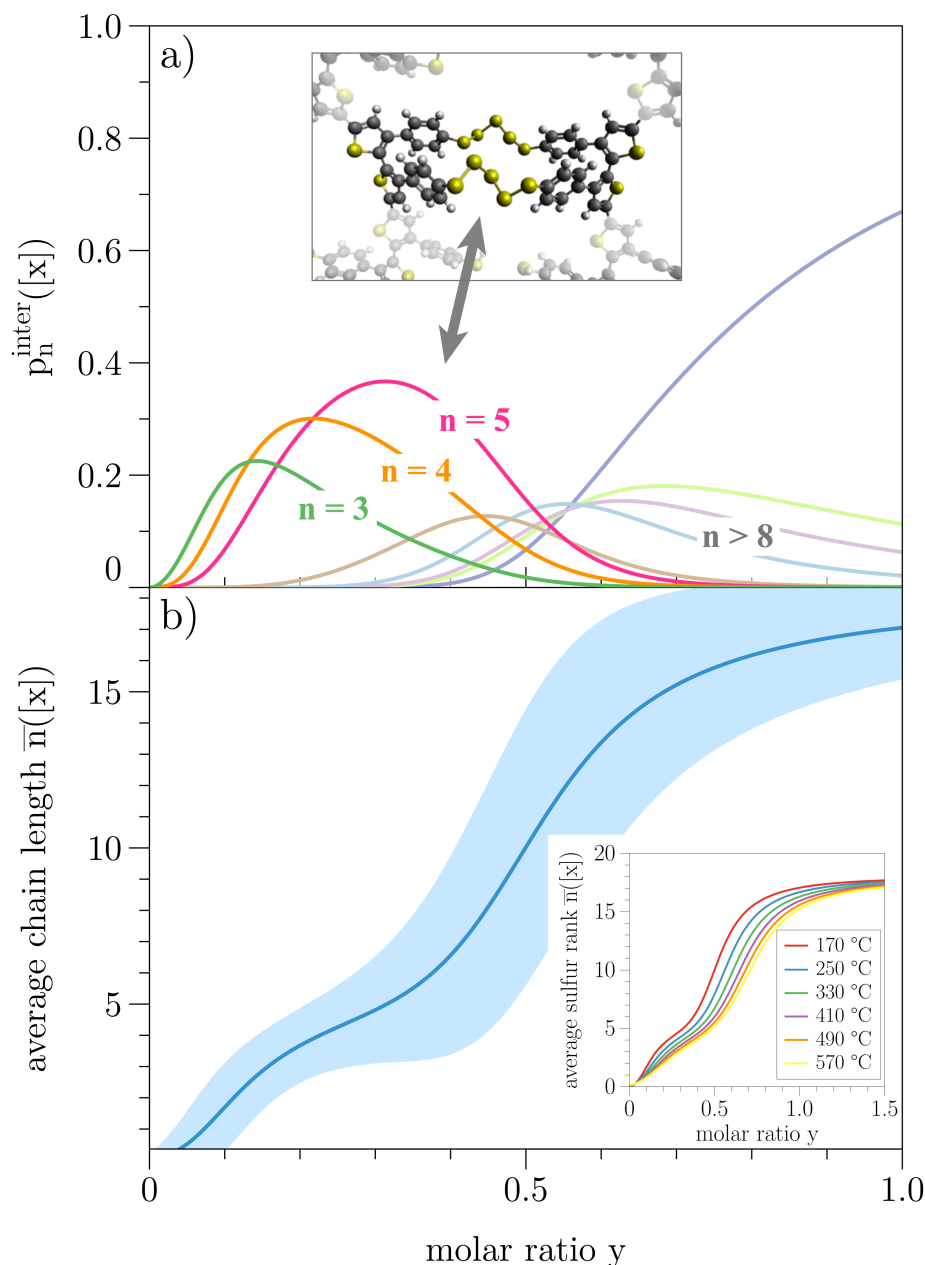 1.0
a)
0.8
0.6
p_n^inter([x])
0.4
n = 5
n = 4
0.2
n = 3
n > 8
0
b)
average chain length n̅([x])
15
10
5
20
average sulfur rank n̅([x])
15
170 °C
250 °C
10
330 °C
410 °C
5
490 °C
570 °C
0
0 0.5 1.0 1.5
molar ratio y
0 0.5 1.0
molar ratio y